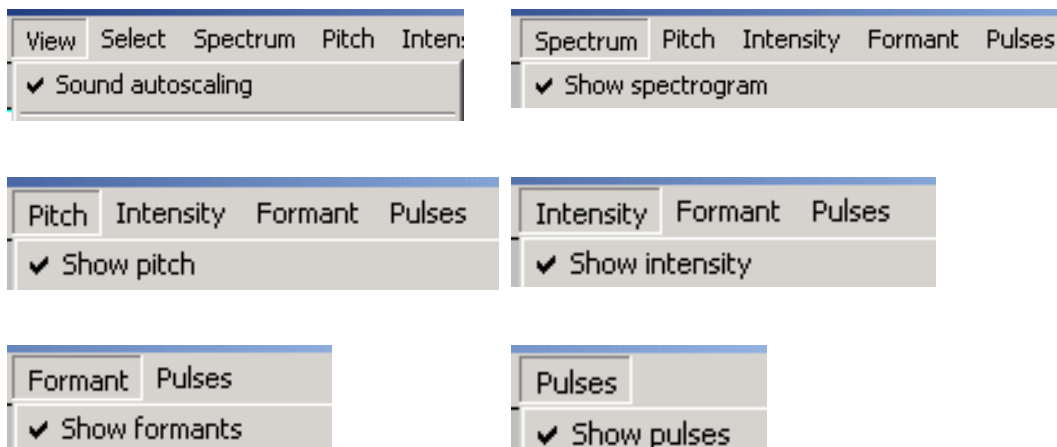 View Select Spectrum Pitch
Sound autoscaling
Spectrum Pitch Intensity Formant Pulses
Show spectrogram
Pitch Intensity Formant Pulses
Show pitch
Intensity Formant Pulses
Show intensity
Formant Pulses
Show formants
Pulses
Show pulses